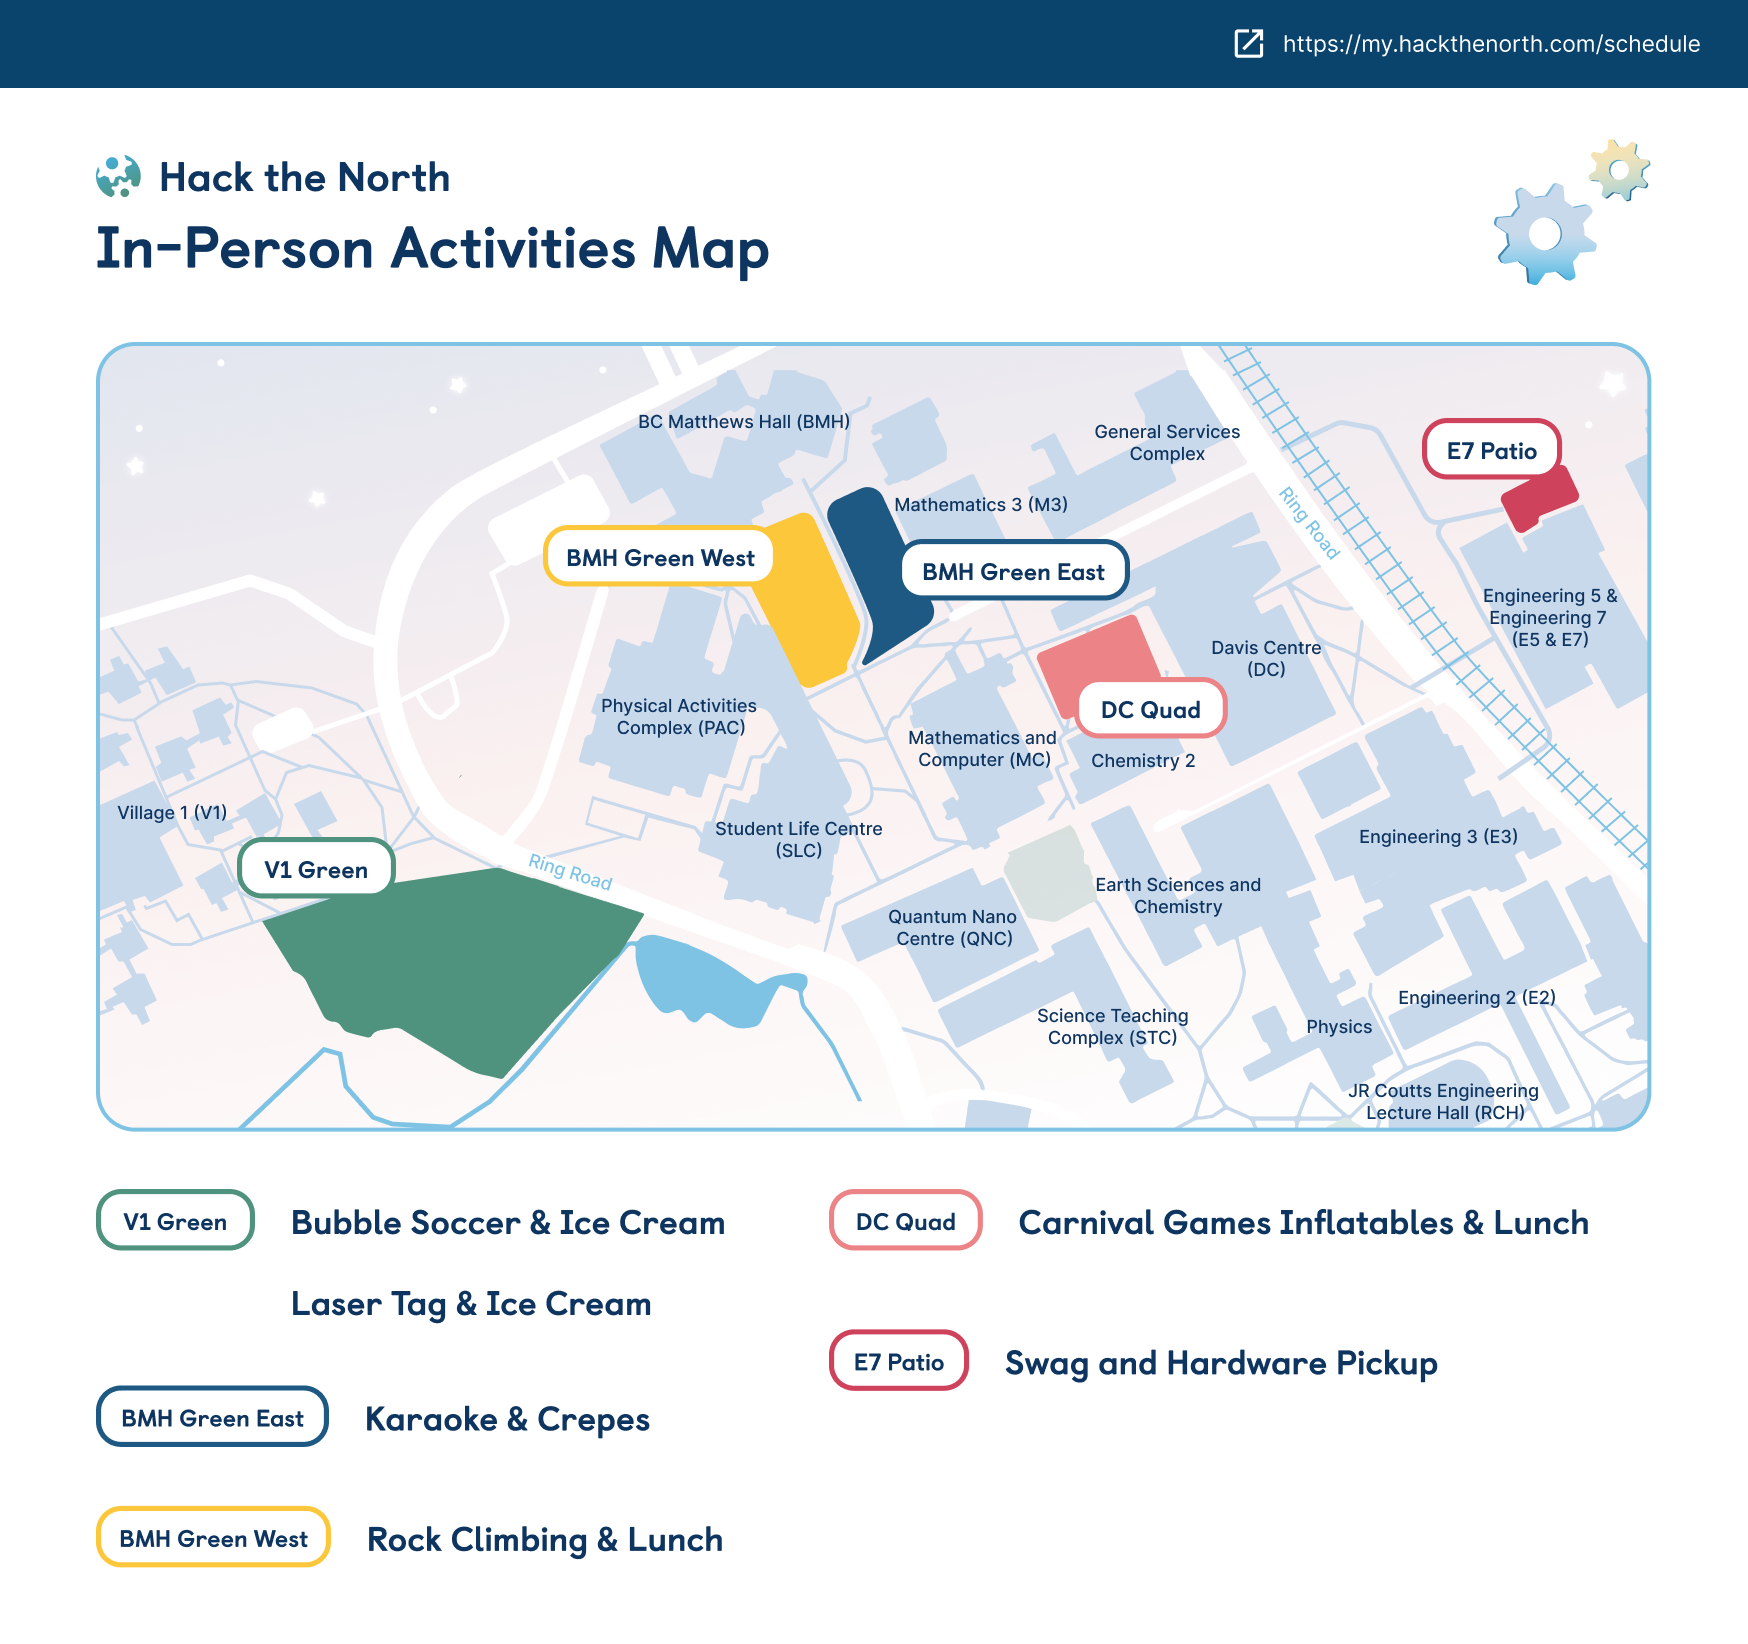 https://my.hackthenorth.com/schedule
Hack the North
In-Person Activities Map
BC Matthews Hall (BMH)
General Services
Complex
E7 Patio
Mathematics 3 (M3)
Ring Road
BMH Green West
BMH Green East
Engineering 5 &
Engineering 7
(E5 & E7)
Davis Centre
(DC)
Physical Activities
Complex (PAC)
DC Quad
Mathematics and
Computer (MC)
Chemistry 2
Village 1 (V1)
Student Life Centre
(SLC)
Engineering 3 (E3)
V1 Green
Ring Road
Earth Sciences and
Chemistry
Quantum Nano
Centre (QNC)
Engineering 2 (E2)
Science Teaching
Complex (STC)
Physics
JR Coutts Engineering
Lecture Hall (RCH)
V1 Green
Bubble Soccer & Ice Cream
Laser Tag & Ice Cream
BMH Green East
Karaoke & Crepes
BMH Green West
Rock Climbing & Lunch
DC Quad
Carnival Games Inflatables & Lunch
E7 Patio
Swag and Hardware Pickup